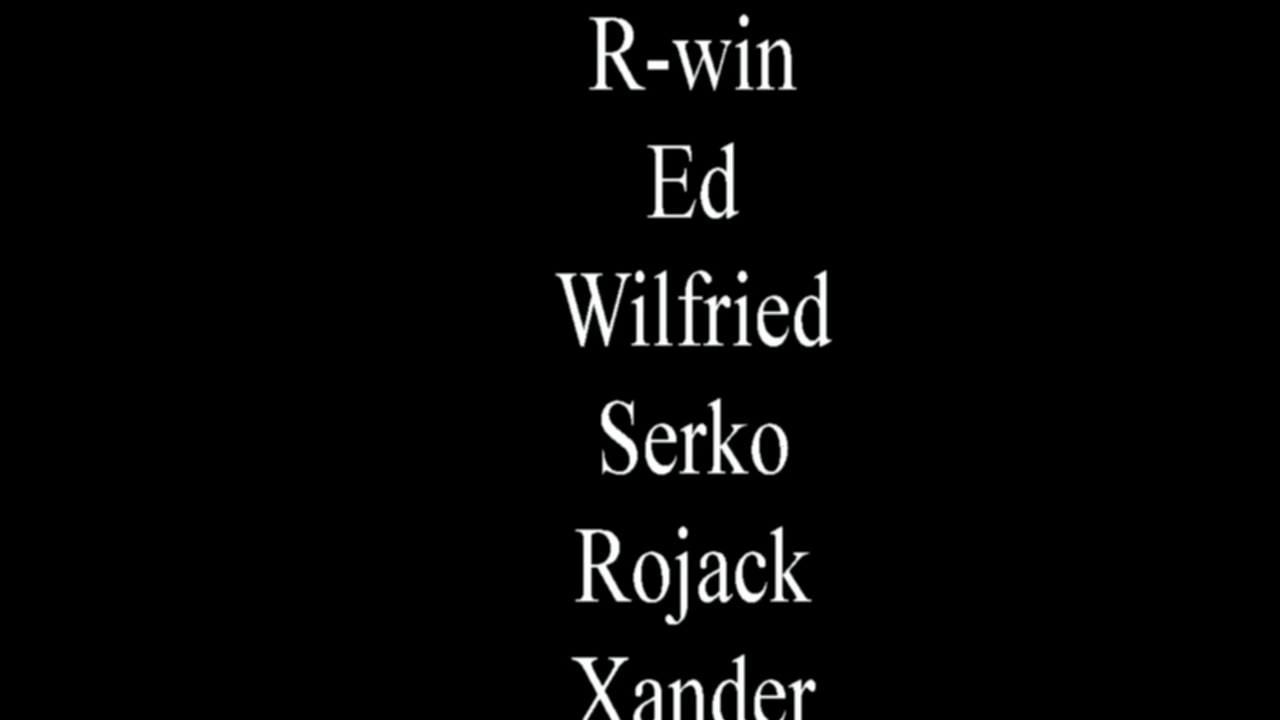 R-win
Ed
Wilfried
Serko
Rojack
Xander